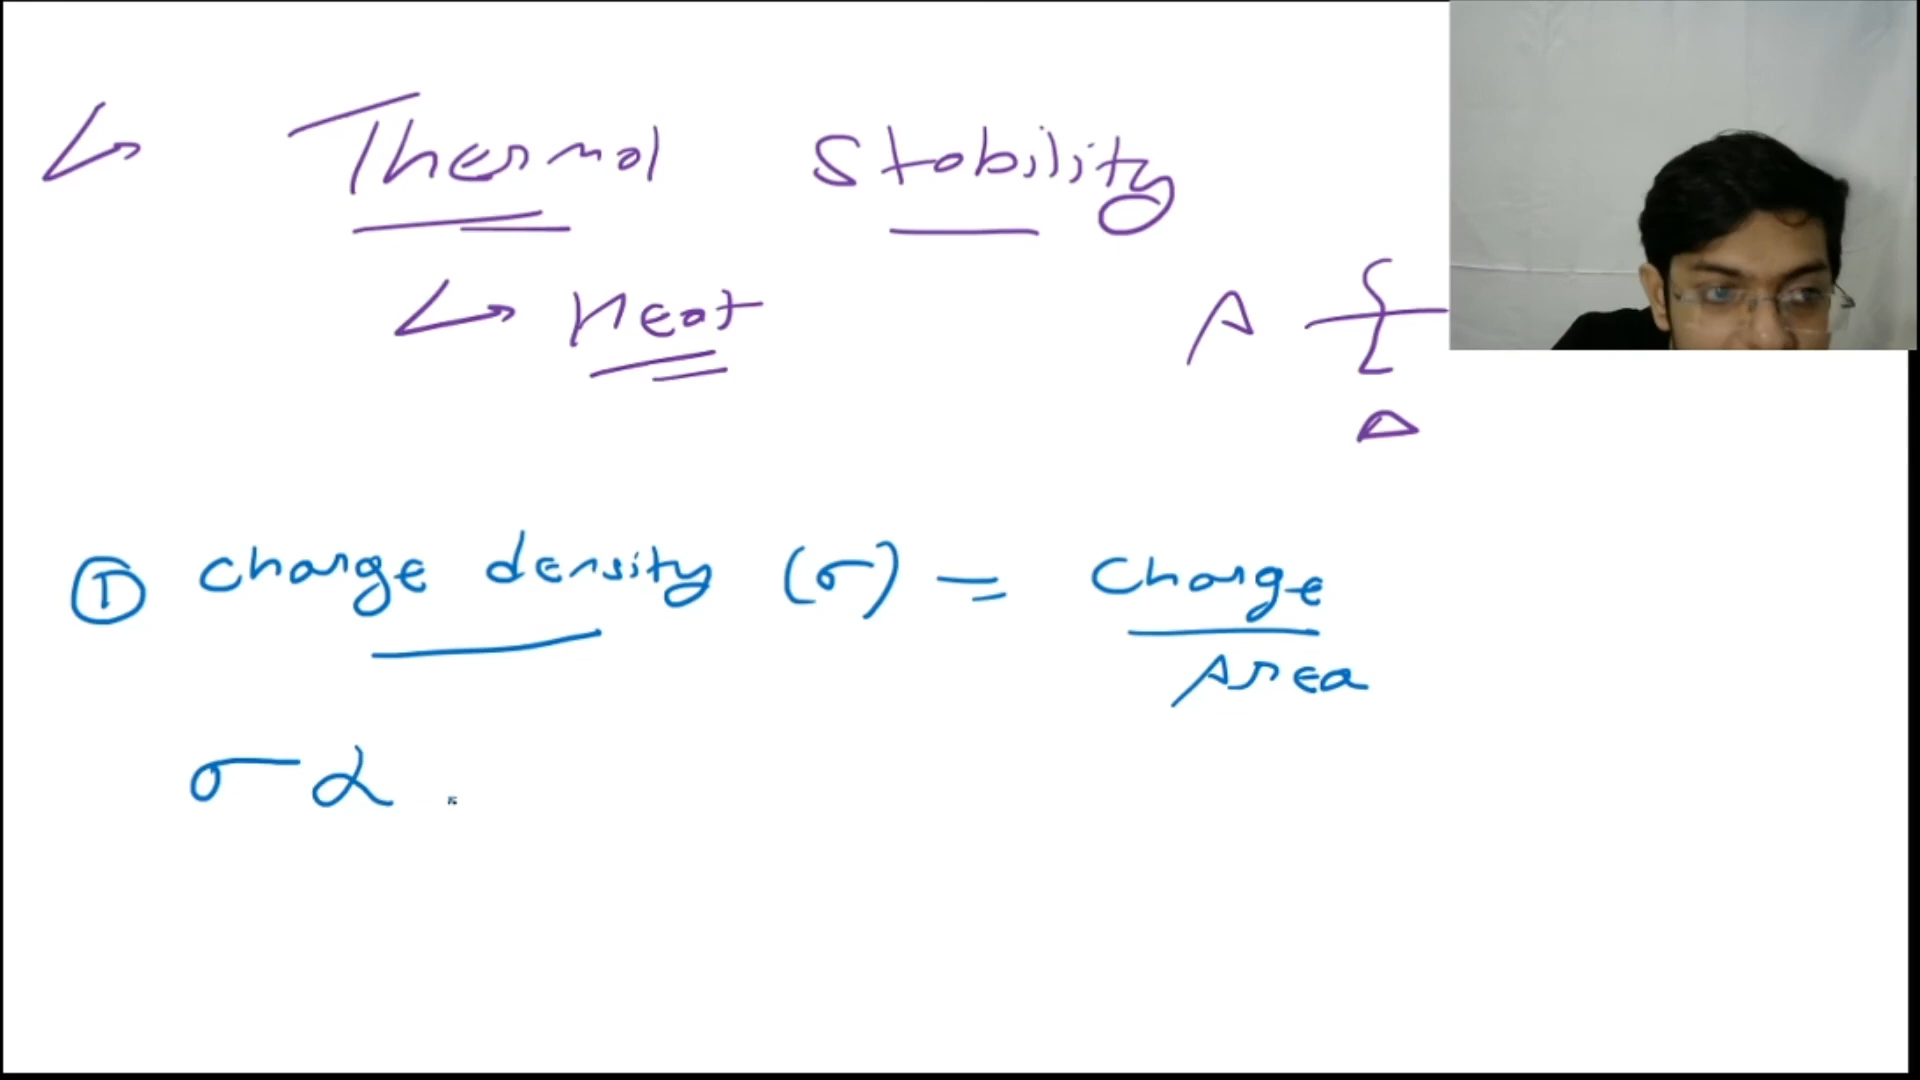 ↳ Thermal Stability
↳ Heat
A
Δ
① Charge density (σ) = Charge
Area
σ α